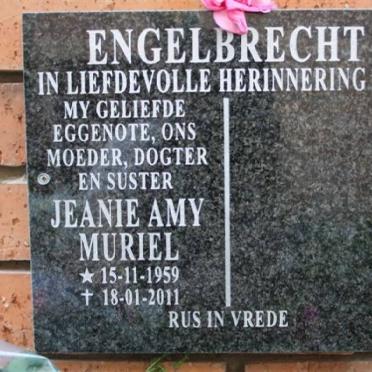 ENGELBRECHT
IN LIEFDEVOLLE HERINNERING
MY GELIEFDE
EGGENOTE, ONS
MOEDER, DOGTER
EN SUSTER
JEANIE AMY
MURIEL
★ 15-11-1959
✝ 18-01-2011
RUS IN VREDE